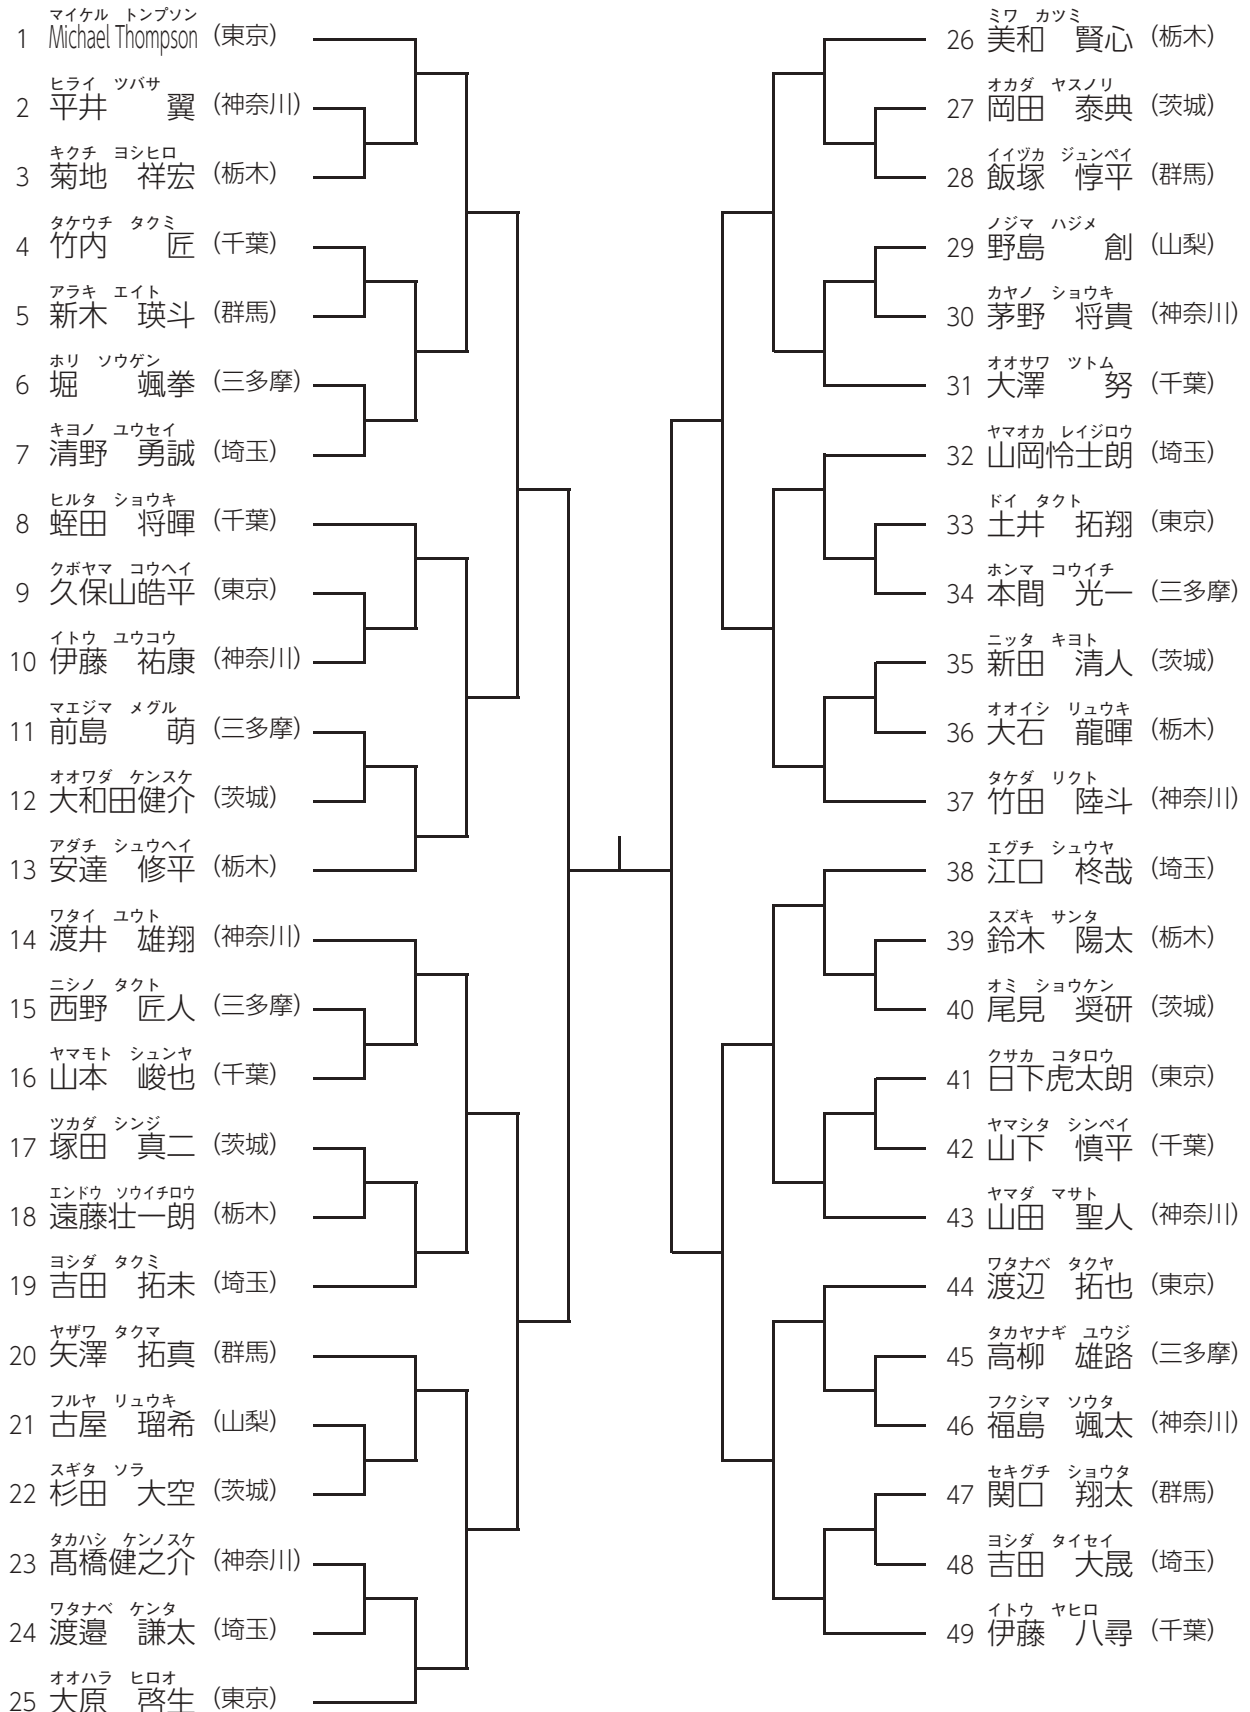 マイケル トンプソン
1 Michael Thompson (東京)
ヒライ ツバサ
2 平井 翼 (神奈川)
キクチ ヨシヒロ
3 菊地 祥宏 (栃木)
タケウチ タクミ
4 竹内 匠 (千葉)
アラキ エイト
5 新木 瑛斗 (群馬)
ホリ ソウゲン
6 堀 颯拳 (三多摩)
キヨノ ユウセイ
7 清野 勇誠 (埼玉)
ヒルタ ショウキ
8 蛭田 将暉 (千葉)
クボヤマ コウヘイ
9 久保山皓平 (東京)
イトウ ユウコウ
10 伊藤 祐康 (神奈川)
マエジマ メグル
11 前島 萌 (三多摩)
オオワダ ケンスケ
12 大和田健介 (茨城)
アダチ シュウヘイ
13 安達 修平 (栃木)
ワタイ ユウト
14 渡井 雄翔 (神奈川)
ニシノ タクト
15 西野 匠人 (三多摩)
ヤマモト シュンヤ
16 山本 峻也 (千葉)
ツカダ シンジ
17 塚田 真二 (茨城)
エンドウ ソウイチロウ
18 遠藤壮一朗 (栃木)
ヨシダ タクミ
19 吉田 拓未 (埼玉)
ヤザワ タクマ
20 矢澤 拓真 (群馬)
フルヤ リュウキ
21 古屋 瑠希 (山梨)
スギタ ソラ
22 杉田 大空 (茨城)
タカハシ ケンノスケ
23 髙橋健之介 (神奈川)
ワタナベ ケンタ
24 渡邉 謙太 (埼玉)
オオハラ ヒロオ
25 大原 啓生 (東京)
ミワ カツミ
26 美和 賢心 (栃木)
オカダ ヤスノリ
27 岡田 泰典 (茨城)
イイヅカ ジュンペイ
28 飯塚 惇平 (群馬)
ノジマ ハジメ
29 野島 創 (山梨)
カヤノ ショウキ
30 茅野 将貴 (神奈川)
オオサワ ツトム
31 大澤 努 (千葉)
ヤマオカ レイジロウ
32 山岡怜士朗 (埼玉)
ドイ タクト
33 土井 拓翔 (東京)
ホンマ コウイチ
34 本間 光一 (三多摩)
ニッタ キヨト
35 新田 清人 (茨城)
オオイシ リュウキ
36 大石 龍暉 (栃木)
タケダ リクト
37 竹田 陸斗 (神奈川)
エグチ シュウヤ
38 江口 柊哉 (埼玉)
スズキ サンタ
39 鈴木 陽太 (栃木)
オミ ショウケン
40 尾見 奨研 (茨城)
クサカ コタロウ
41 日下虎太朗 (東京)
ヤマシタ シンペイ
42 山下 慎平 (千葉)
ヤマダ マサト
43 山田 聖人 (神奈川)
ワタナベ タクヤ
44 渡辺 拓也 (東京)
タカヤナギ ユウジ
45 高柳 雄路 (三多摩)
フクシマ ソウタ
46 福島 颯太 (神奈川)
セキグチ ショウタ
47 関口 翔太 (群馬)
ヨシダ タイセイ
48 吉田 大晟 (埼玉)
イトウ ヤヒロ
49 伊藤 八尋 (千葉)